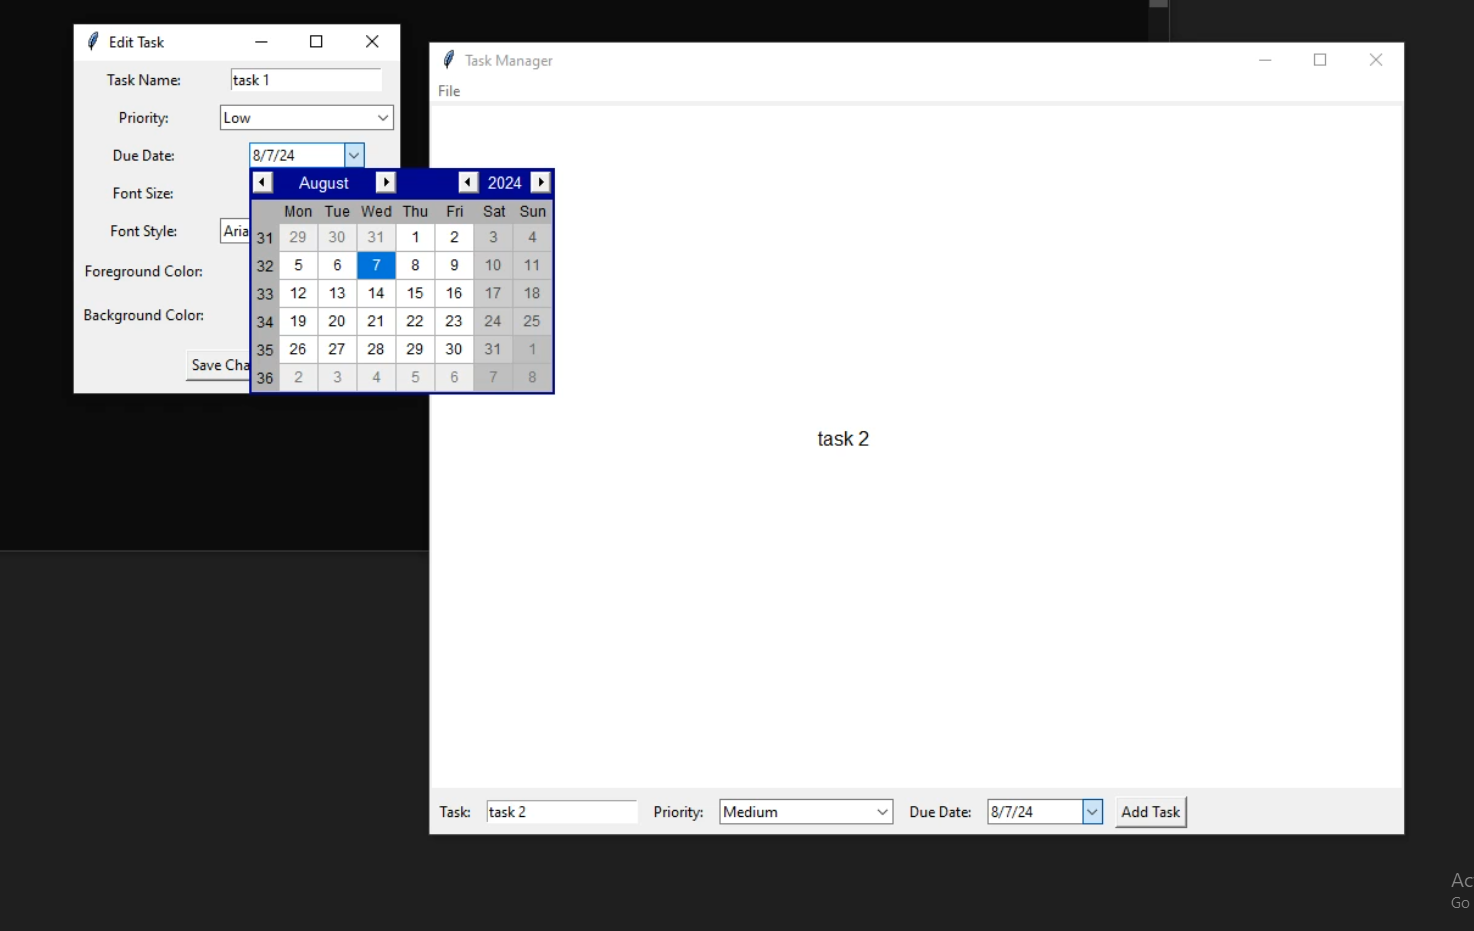 Edit Task
Task Name: task 1
Priority: Low
Due Date: 8/7/24
Font Size:
Font Style: Aria
Foreground Color:
Background Color:
Save Cha
August 2024
Mon Tue Wed Thu Fri Sat Sun
31 29 30 31 1 2 3 4
32 5 6 7 8 9 10 11
33 12 13 14 15 16 17 18
34 19 20 21 22 23 24 25
35 26 27 28 29 30 31 1
36 2 3 4 5 6 7 8
Task Manager
File
task 2
Task: task 2 Priority: Medium Due Date: 8/7/24 Add Task
Ac
Go